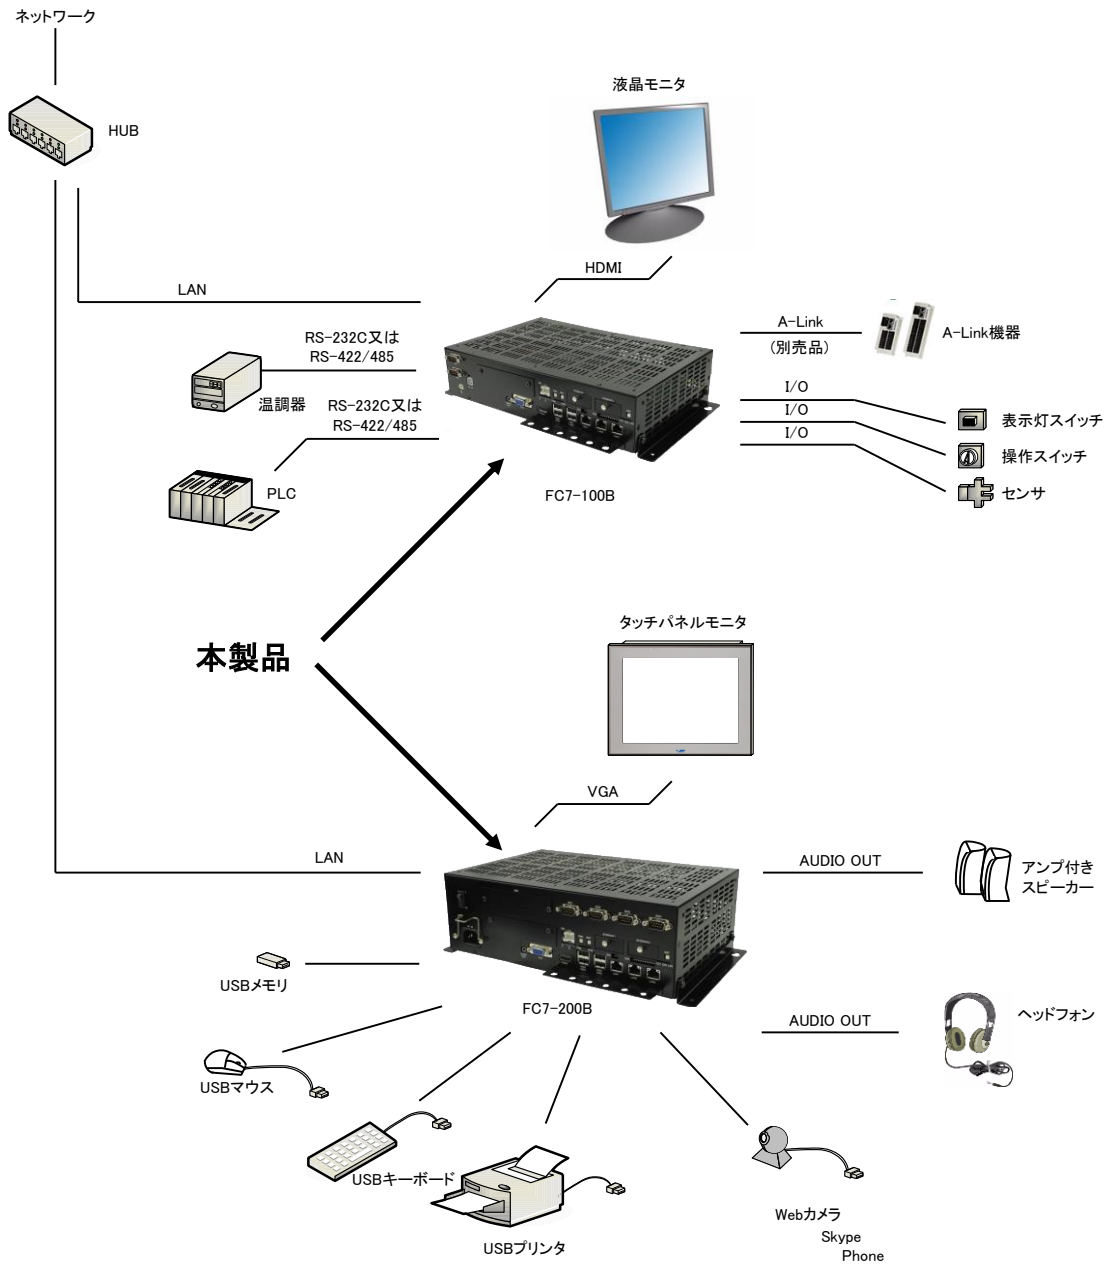 ネットワーク
HUB
液晶モニタ
HDMI
LAN
A-Link
(別売品)
A-Link機器
RS-232C又は
RS-422/485
温調器
RS-232C又は
RS-422/485
PLC
I/O
I/O
I/O
表示灯スイッチ
操作スイッチ
センサ
FC7-100B
本製品
タッチパネルモニタ
VGA
LAN
AUDIO OUT
アンプ付き
スピーカー
USBメモリ
FC7-200B
AUDIO OUT
ヘッドフォン
USBマウス
USBキーボード
USBプリンタ
Webカメラ
Skype
Phone